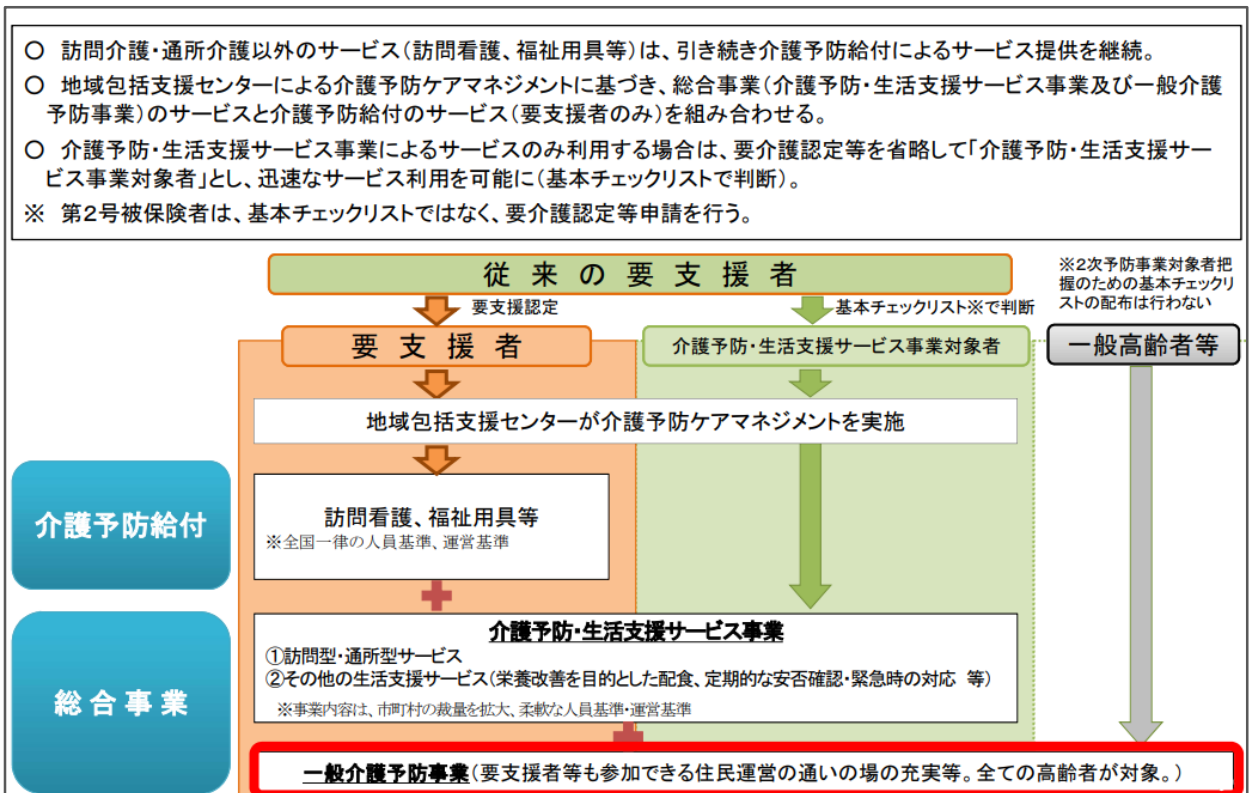 ○ 訪問介護・通所介護以外のサービス(訪問看護、福祉用具等)は、引き続き介護予防給付によるサービス提供を継続。
○ 地域包括支援センターによる介護予防ケアマネジメントに基づき、総合事業(介護予防・生活支援サービス事業及び一般介護
予防事業)のサービスと介護予防給付のサービス(要支援者のみ)を組み合わせる。
○ 介護予防・生活支援サービス事業によるサービスのみ利用する場合は、要介護認定等を省略して「介護予防・生活支援サー
ビス事業対象者」とし、迅速なサービス利用を可能に(基本チェックリストで判断)。
※ 第2号被保険者は、基本チェックリストではなく、要介護認定等申請を行う。
従来の要支援者
※2次予防事業対象者把
握のための基本チェックリ
ストの配布は行わない
要支援認定
基本チェックリスト※で判断
要支援者
介護予防・生活支援サービス事業対象者
一般高齢者等
地域包括支援センターが介護予防ケアマネジメントを実施
介護予防給付
訪問看護、福祉用具等
※全国一律の人員基準、運営基準
総合事業
介護予防・生活支援サービス事業
①訪問型・通所型サービス
②その他の生活支援サービス(栄養改善を目的とした配食、定期的な安否確認・緊急時の対応 等)
※事業内容は、市町村の裁量を拡大、柔軟な人員基準・運営基準
一般介護予防事業(要支援者等も参加できる住民運営の通いの場の充実等。全ての高齢者が対象。)